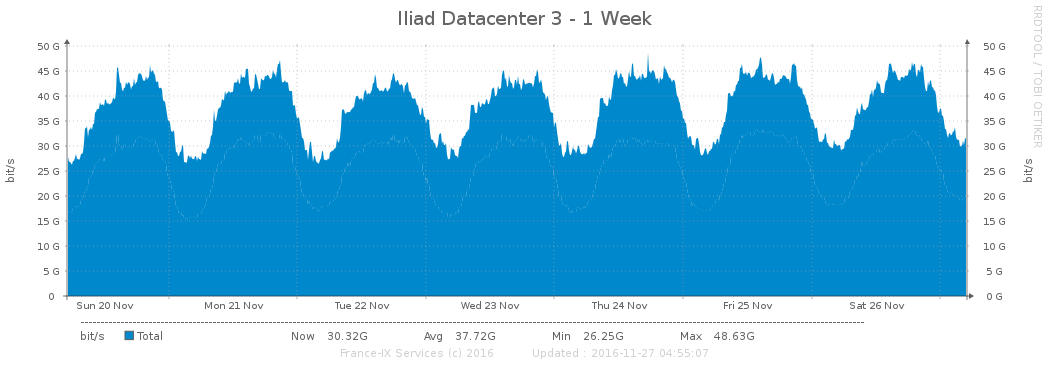 Iliad Datacenter 3 - 1 Week
RRDTOOL / TOBI OETIKER
50 G 50 G
45 G 45 G
40 G 40 G
35 G 35 G
30 G 30 G
25 G 25 G
20 G 20 G
15 G 15 G
10 G 10 G
5 G 5 G
0 0 G
bit/s bit/s
Sun 20 Nov Mon 21 Nov Tue 22 Nov Wed 23 Nov Thu 24 Nov Fri 25 Nov Sat 26 Nov
bit/s Total Now 30.32G Avg 37.72G Min 26.25G Max 48.63G
France-IX Services (c) 2016 Updated : 2016-11-27 04:55:07